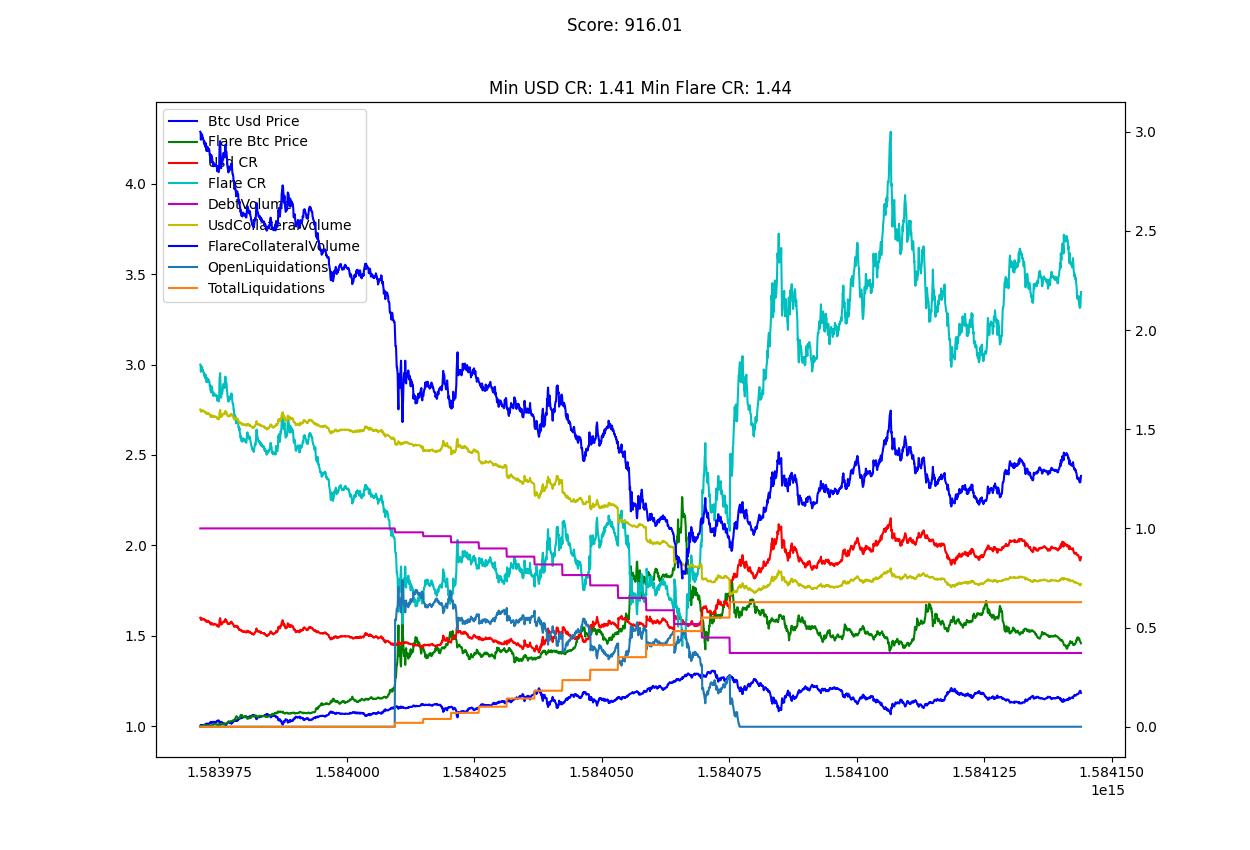 Score: 916.01
Min USD CR: 1.41 Min Flare CR: 1.44
Btc Usd Price
Flare Btc Price
Usd CR
Flare CR
DebtVolume
UsdCollateralVolume
FlareCollateralVolume
OpenLiquidations
TotalLiquidations
4.0
3.5
3.0
2.5
2.0
1.5
1.0
3.0
2.5
2.0
1.5
1.0
0.5
0.0
1.583975 1.584000 1.584025 1.584050 1.584075 1.584100 1.584125 1.584150
1e15